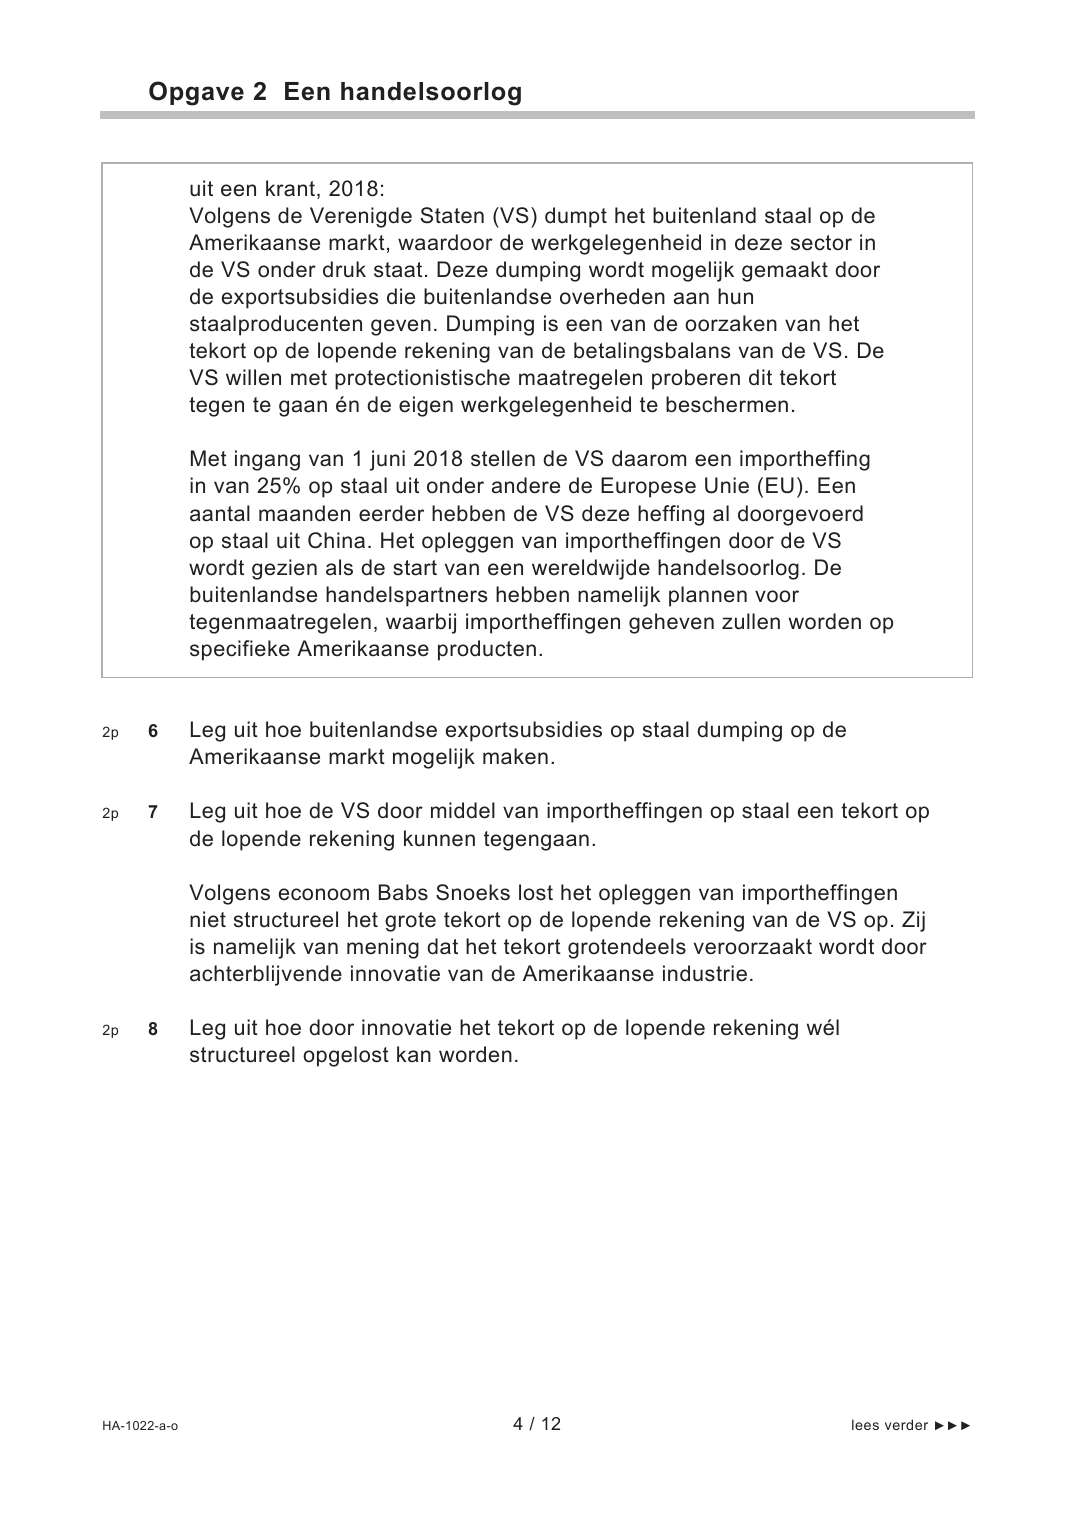 Opgave 2 Een handelsoorlog
uit een krant, 2018:
Volgens de Verenigde Staten (VS) dumpt het buitenland staal op de
Amerikaanse markt, waardoor de werkgelegenheid in deze sector in
de VS onder druk staat. Deze dumping wordt mogelijk gemaakt door
de exportsubsidies die buitenlandse overheden aan hun
staalproducenten geven. Dumping is een van de oorzaken van het
tekort op de lopende rekening van de betalingsbalans van de VS. De
VS willen met protectionistische maatregelen proberen dit tekort
tegen te gaan én de eigen werkgelegenheid te beschermen.
Met ingang van 1 juni 2018 stellen de VS daarom een importheffing
in van 25% op staal uit onder andere de Europese Unie (EU). Een
aantal maanden eerder hebben de VS deze heffing al doorgevoerd
op staal uit China. Het opleggen van importheffingen door de VS
wordt gezien als de start van een wereldwijde handelsoorlog. De
buitenlandse handelspartners hebben namelijk plannen voor
tegenmaatregelen, waarbij importheffingen geheven zullen worden op
specifieke Amerikaanse producten.
2p 6 Leg uit hoe buitenlandse exportsubsidies op staal dumping op de
Amerikaanse markt mogelijk maken.
2p 7 Leg uit hoe de VS door middel van importheffingen op staal een tekort op
de lopende rekening kunnen tegengaan.
Volgens econoom Babs Snoeks lost het opleggen van importheffingen
niet structureel het grote tekort op de lopende rekening van de VS op. Zij
is namelijk van mening dat het tekort grotendeels veroorzaakt wordt door
achterblijvende innovatie van de Amerikaanse industrie.
2p 8 Leg uit hoe door innovatie het tekort op de lopende rekening wél
structureel opgelost kan worden.
HA-1022-a-o 4 / 12 lees verder ►►►